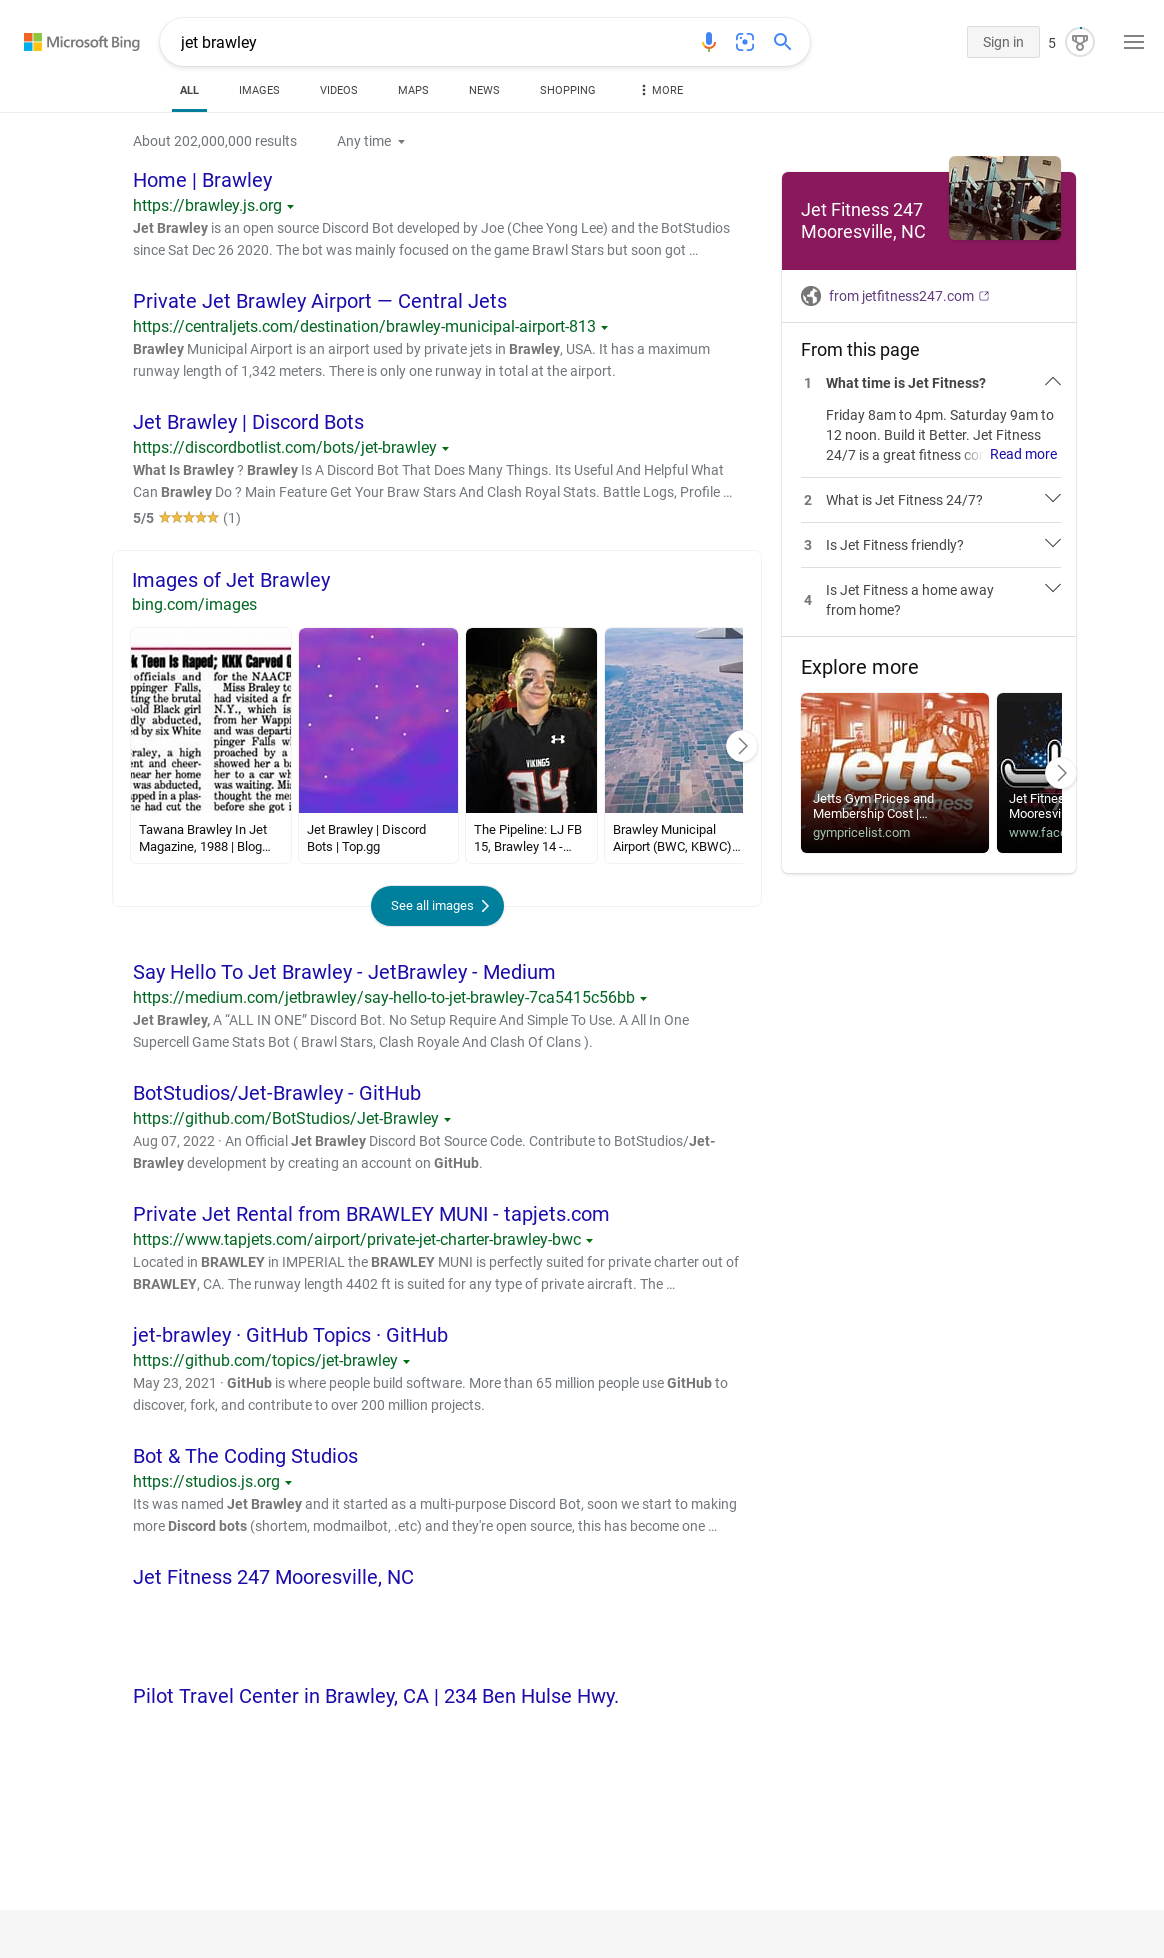 Microsoft Bing
jet brawley
Sign in
5
ALL
IMAGES
VIDEOS
MAPS
NEWS
SHOPPING
MORE
About 202,000,000 results
Any time
Home | Brawley
https://brawley.js.org
Jet Brawley is an open source Discord Bot developed by Joe (Chee Yong Lee) and the BotStudios
since Sat Dec 26 2020. The bot was mainly focused on the game Brawl Stars but soon got …
Private Jet Brawley Airport — Central Jets
https://centraljets.com/destination/brawley-municipal-airport-813
Brawley Municipal Airport is an airport used by private jets in Brawley, USA. It has a maximum
runway length of 1,342 meters. There is only one runway in total at the airport.
Jet Brawley | Discord Bots
https://discordbotlist.com/bots/jet-brawley
What Is Brawley ? Brawley Is A Discord Bot That Does Many Things. Its Useful And Helpful What
Can Brawley Do ? Main Feature Get Your Braw Stars And Clash Royal Stats. Battle Logs, Profile …
5/5
(1)
Images of Jet Brawley
bing.com/images
k Teen Is Raped; KKK Carved
officials and
ppinger Falls,
ting the brutal
-old Black girl
dly abducted,
ed by six White
raley, a high
ent and cheer-
near her home
was abducted,
apped in a plas-
he had cut the
for the NAACP
Miss Braley to
had visited a fr
N.Y., which is
from her Wappi
and was departi
pinger Falls wh
proached by a
showed her a ba
her to a car wh
was waiting. Mis
thought the men
before she got i
VIKINGS
84
Tawana Brawley In Jet
Magazine, 1988 | Blog…
Jet Brawley | Discord
Bots | Top.gg
The Pipeline: LJ FB
15, Brawley 14 -…
Brawley Municipal
Airport (BWC, KBWC)…
See all images
Say Hello To Jet Brawley - JetBrawley - Medium
https://medium.com/jetbrawley/say-hello-to-jet-brawley-7ca5415c56bb
Jet Brawley, A “ALL IN ONE” Discord Bot. No Setup Require And Simple To Use. A All In One
Supercell Game Stats Bot ( Brawl Stars, Clash Royale And Clash Of Clans ).
BotStudios/Jet-Brawley - GitHub
https://github.com/BotStudios/Jet-Brawley
Aug 07, 2022 · An Official Jet Brawley Discord Bot Source Code. Contribute to BotStudios/Jet-
Brawley development by creating an account on GitHub.
Private Jet Rental from BRAWLEY MUNI - tapjets.com
https://www.tapjets.com/airport/private-jet-charter-brawley-bwc
Located in BRAWLEY in IMPERIAL the BRAWLEY MUNI is perfectly suited for private charter out of
BRAWLEY, CA. The runway length 4402 ft is suited for any type of private aircraft. The …
jet-brawley · GitHub Topics · GitHub
https://github.com/topics/jet-brawley
May 23, 2021 · GitHub is where people build software. More than 65 million people use GitHub to
discover, fork, and contribute to over 200 million projects.
Bot & The Coding Studios
https://studios.js.org
Its was named Jet Brawley and it started as a multi-purpose Discord Bot, soon we start to making
more Discord bots (shortem, modmailbot, .etc) and they're open source, this has become one …
Jet Fitness 247 Mooresville, NC
Pilot Travel Center in Brawley, CA | 234 Ben Hulse Hwy.
Jet Fitness 247
Mooresville, NC
from jetfitness247.com
From this page
1 What time is Jet Fitness?
Friday 8am to 4pm. Saturday 9am to
12 noon. Build it Better. Jet Fitness
24/7 is a great fitness co Read more
2 What is Jet Fitness 24/7?
3 Is Jet Fitness friendly?
4 Is Jet Fitness a home away
from home?
Explore more
jetts
Jetts Gym Prices and
Membership Cost |…
gympricelist.com
Jet Fitnes
Mooresvi
www.face